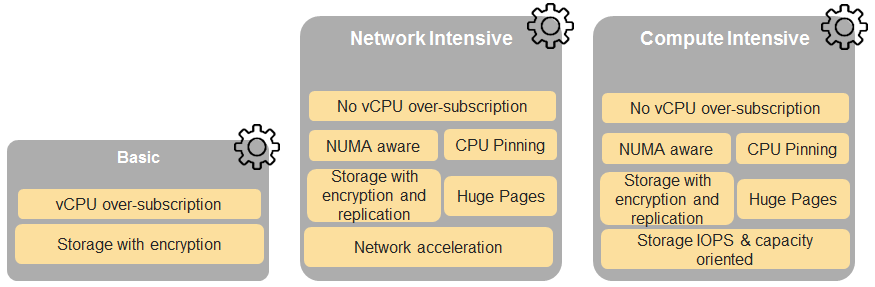 Basic
vCPU over-subscription
Storage with encryption
Network Intensive
No vCPU over-subscription
NUMA aware
CPU Pinning
Storage with
encryption and
replication
Huge Pages
Network acceleration
Compute Intensive
No vCPU over-subscription
NUMA aware
CPU Pinning
Storage with
encryption and
replication
Huge Pages
Storage IOPS & capacity
oriented